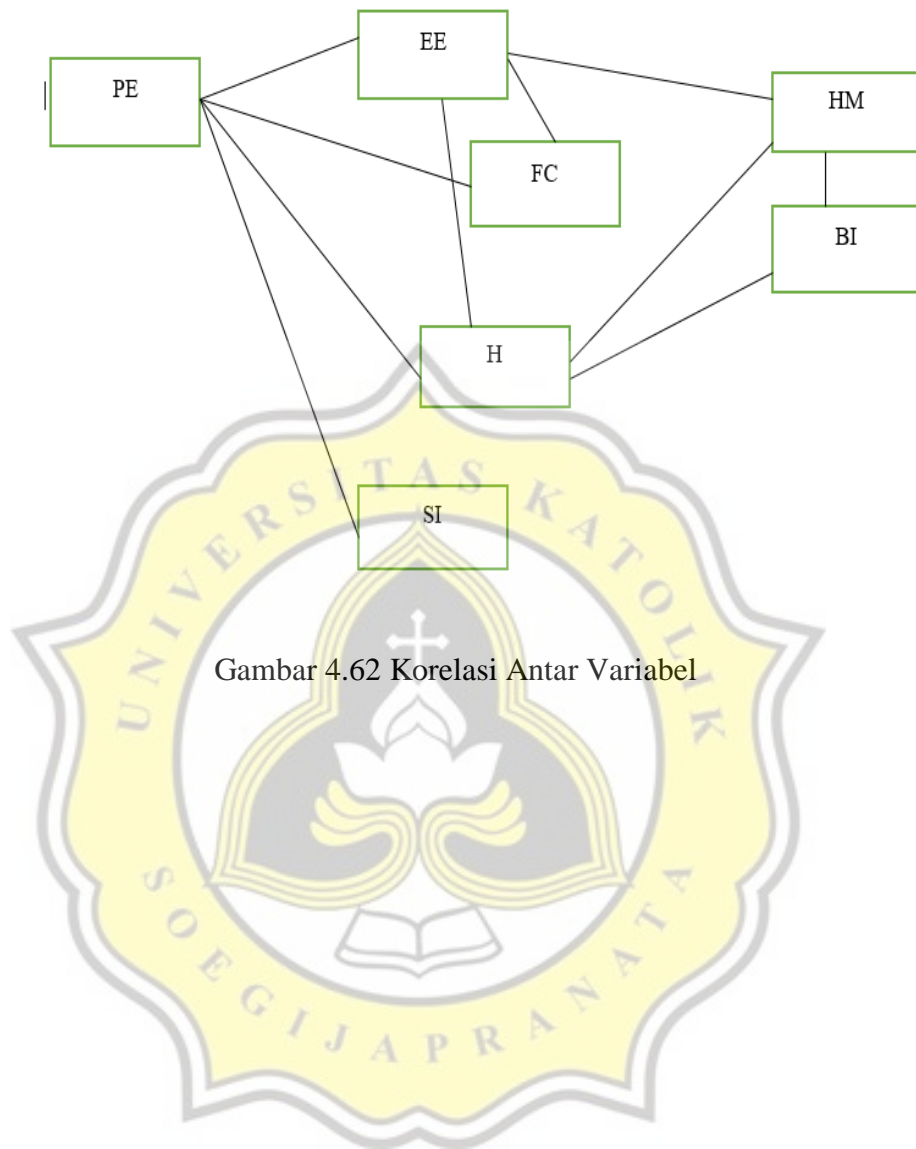 EE
PE
HM
FC
BI
H
SI
Gambar 4.62 Korelasi Antar Variabel
UNIVERSITAS KATOLIK
SOEGIJAPRANATA